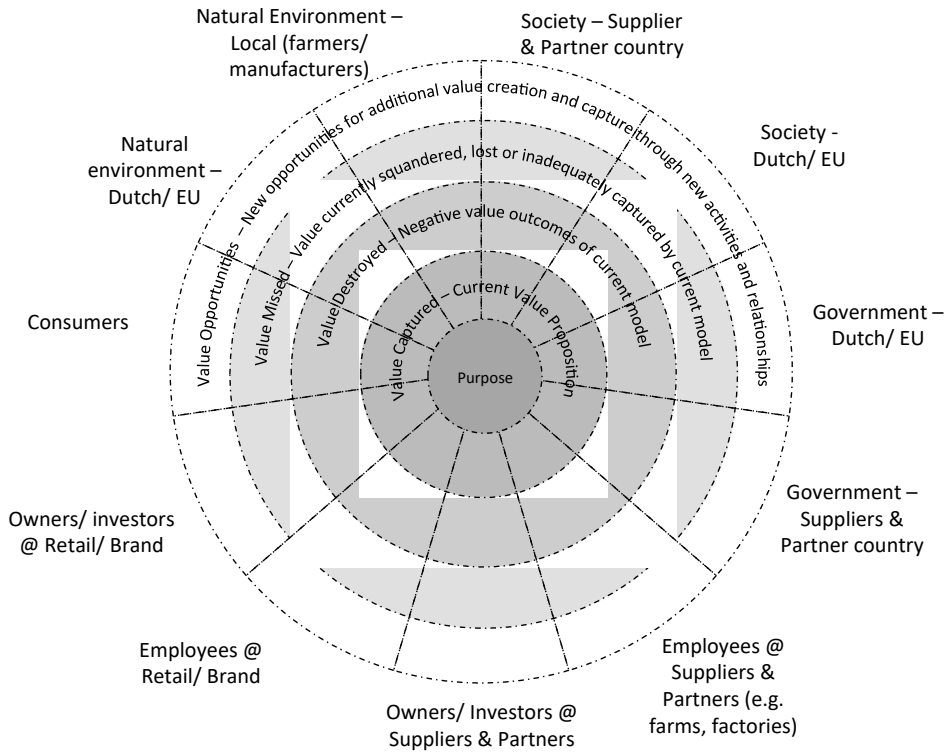 Natural Environment –
Local (farmers/
manufacturers)
Society – Supplier
& Partner country
Society -
Dutch/ EU
Natural
environment –
Dutch/ EU
Value Opportunities – New opportunities for additional value creation and capture through new activities and relationships
Value Missed – Value currently squandered, lost or inadequately captured by current model
Value Destroyed – Negative value outcomes of current model
Value Captured – Current Value Proposition
Purpose
Consumers
Government –
Dutch/ EU
Owners/ investors
@ Retail/ Brand
Government –
Suppliers &
Partner country
Employees @
Retail/ Brand
Employees @
Suppliers &
Partners (e.g.
farms, factories)
Owners/ Investors @
Suppliers & Partners